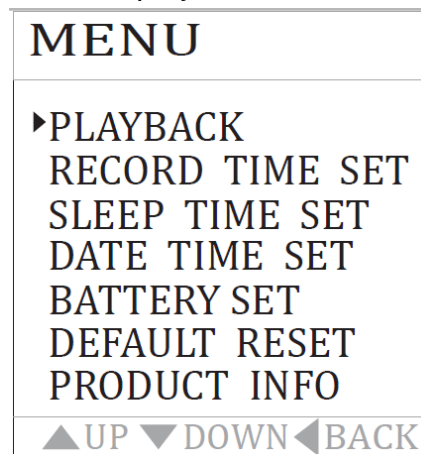 MENU
PLAYBACK
RECORD TIME SET
SLEEP TIME SET
DATE TIME SET
BATTERY SET
DEFAULT RESET
PRODUCT INFO
▲UP ▼DOWN ◀BACK